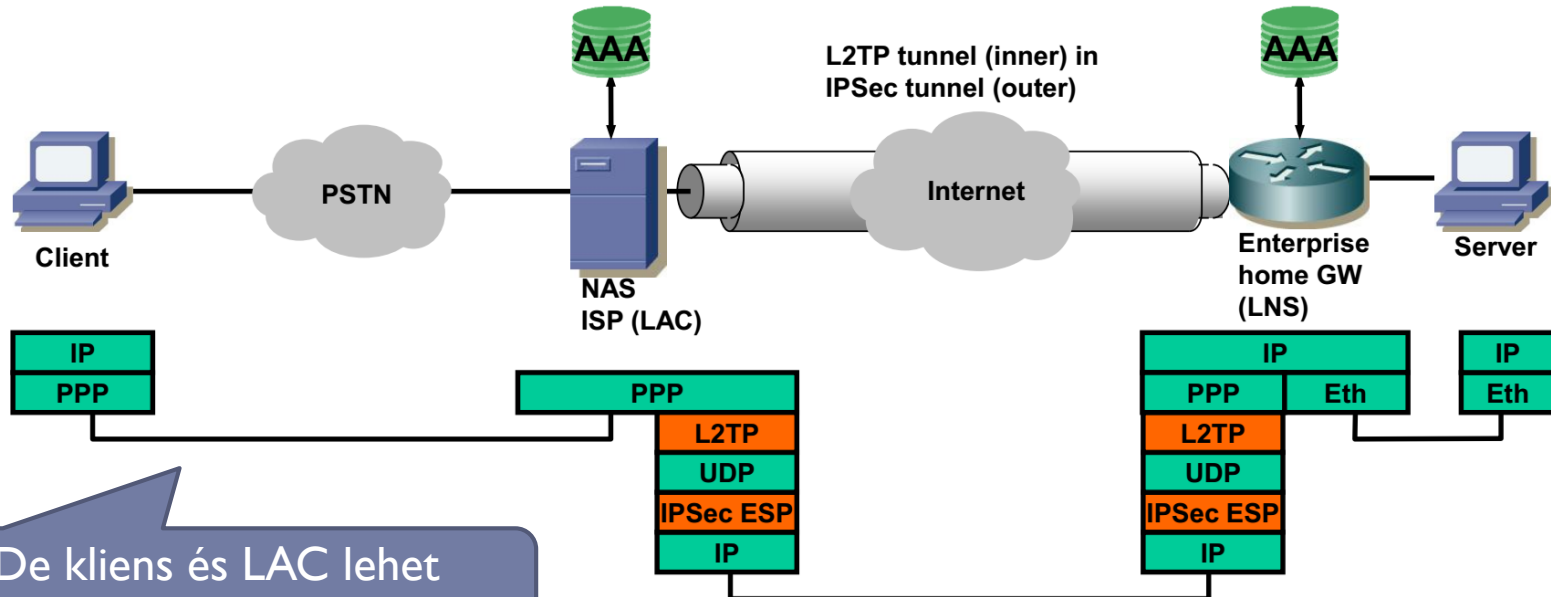 AAA
AAA
L2TP tunnel (inner) in
IPSec tunnel (outer)
PSTN
Internet
Client
NAS
ISP (LAC)
Enterprise
home GW
(LNS)
Server
IP
PPP
PPP
L2TP
UDP
IPSec ESP
IP
IP
PPP
Eth
L2TP
UDP
IPSec ESP
IP
IP
Eth
De kliens és LAC lehet